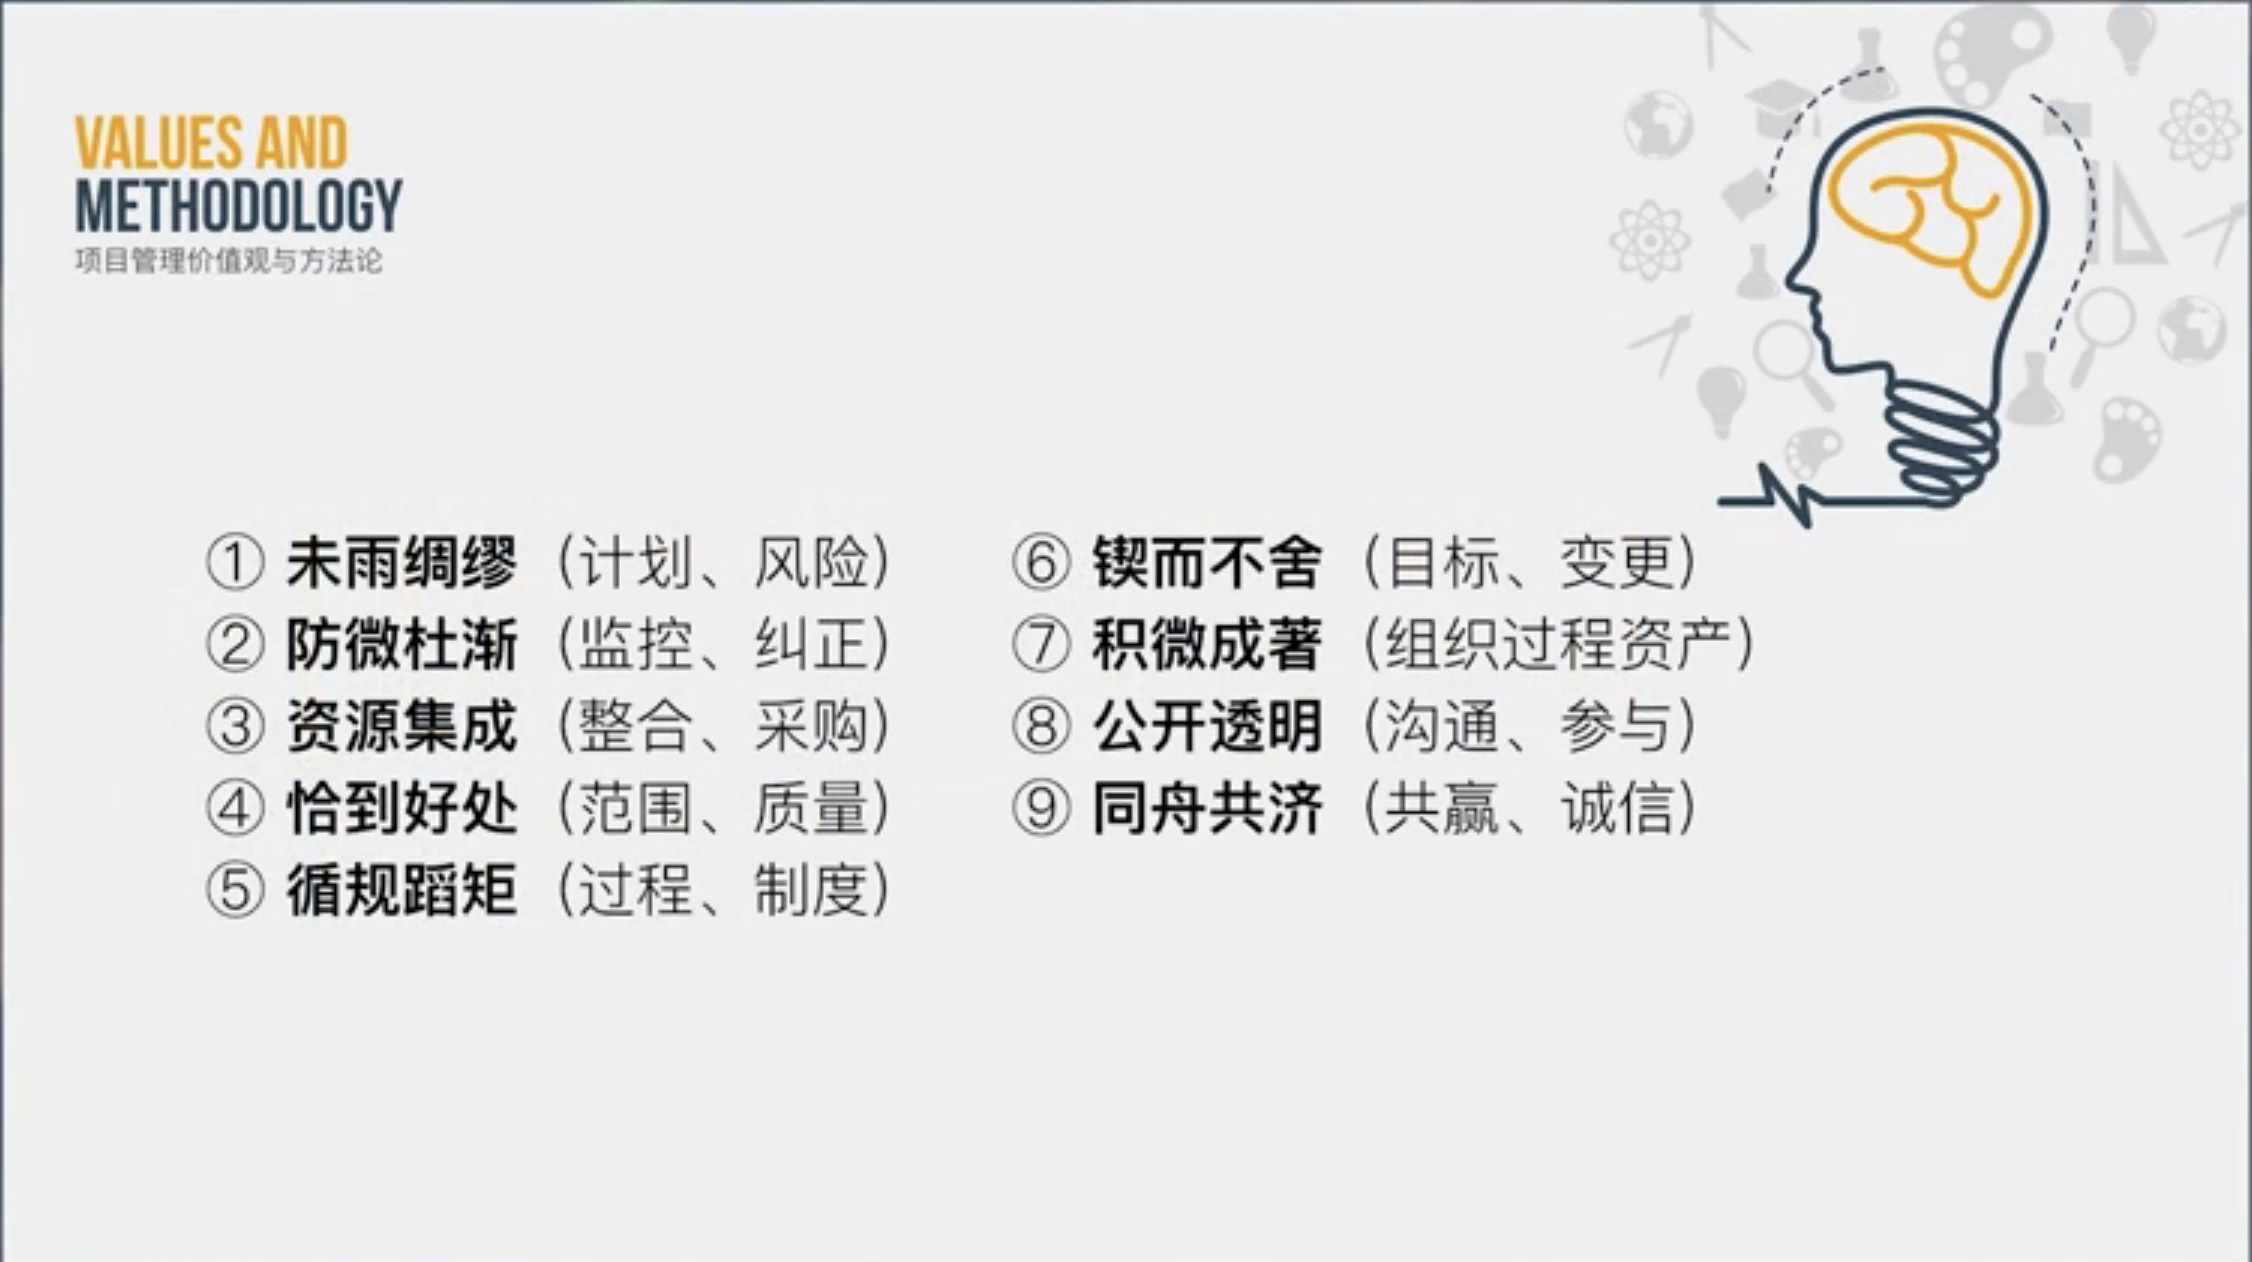 VALUES AND
METHODOLOGY
项目管理价值观与方法论
① 未雨绸缪（计划、风险）
② 防微杜渐（监控、纠正）
③ 资源集成（整合、采购）
④ 恰到好处（范围、质量）
⑤ 循规蹈矩（过程、制度）
⑥ 锲而不舍（目标、变更）
⑦ 积微成著（组织过程资产）
⑧ 公开透明（沟通、参与）
⑨ 同舟共济（共赢、诚信）